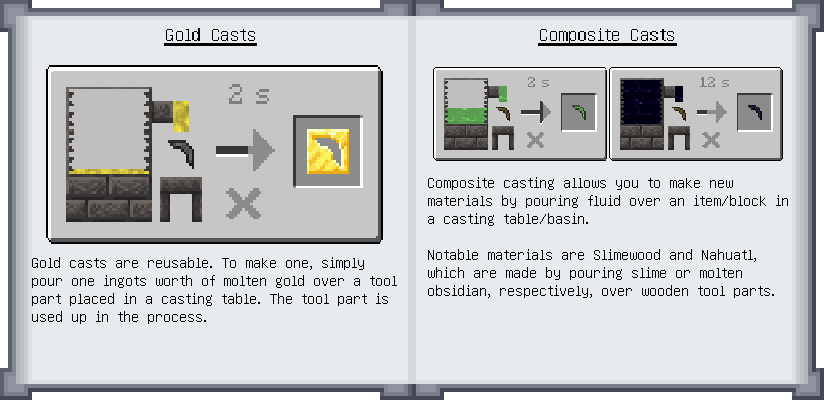 Gold Casts
2 s
Gold casts are reusable. To make one, simply
pour one ingots worth of molten gold over a tool
part placed in a casting table. The tool part is
used up in the process.
Composite Casts
2 s
12 s
Composite casting allows you to make new
materials by pouring fluid over an item/block in
a casting table/basin.
Notable materials are Slimewood and Nahuatl,
which are made by pouring slime or molten
obsidian, respectively, over wooden tool parts.